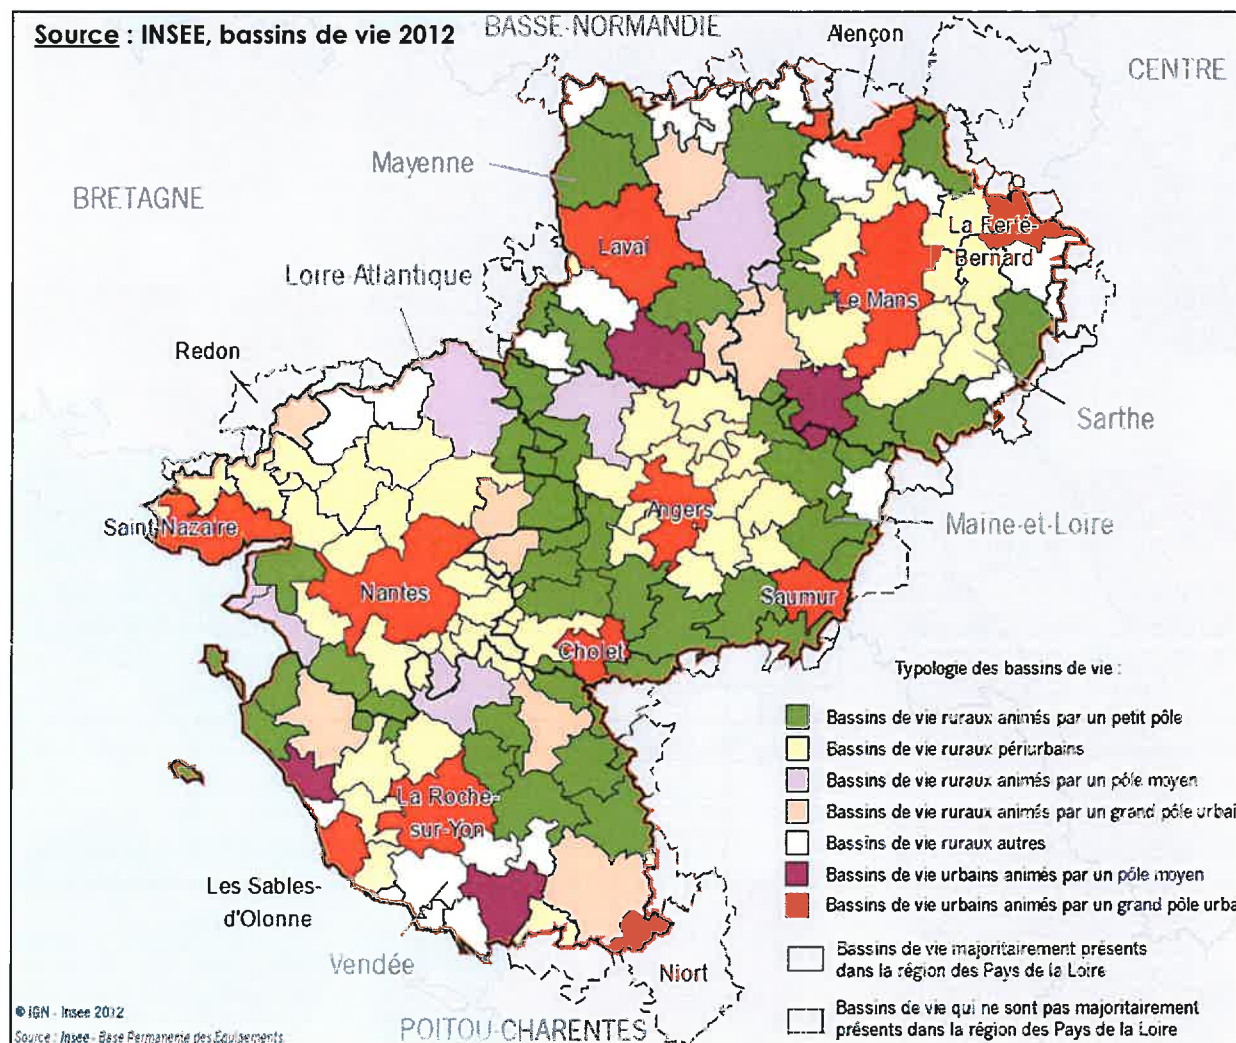 Source : INSEE, bassins de vie 2012
BASSE-NORMANDIE
Alençon
CENTRE
Mayenne
BRETAGNE
La Ferté-
Bernard
Laval
Loire-Atlantique
Le Mans
Redon
Sarthe
Saint-Nazaire
Angers
Maine-et-Loire
Nantes
Saumur
Cholet
Typologie des bassins de vie :
Bassins de vie ruraux animés par un petit pôle
Bassins de vie ruraux périurbains
Bassins de vie ruraux animés par un pôle moyen
Bassins de vie ruraux animés par un grand pôle urbai
Bassins de vie ruraux autres
Bassins de vie urbains animés par un pôle moyen
Bassins de vie urbains animés par un grand pôle urba
La Roche-
sur-Yon
Les Sables-
d'Olonne
Vendée
Niort
Bassins de vie majoritairement présents
dans la région des Pays de la Loire
Bassins de vie qui ne sont pas majoritairement
présents dans la région des Pays de la Loire
© IGN - Insee 2012
Source : Insee - Base Permanente des Équipements.
POITOU-CHARENTES